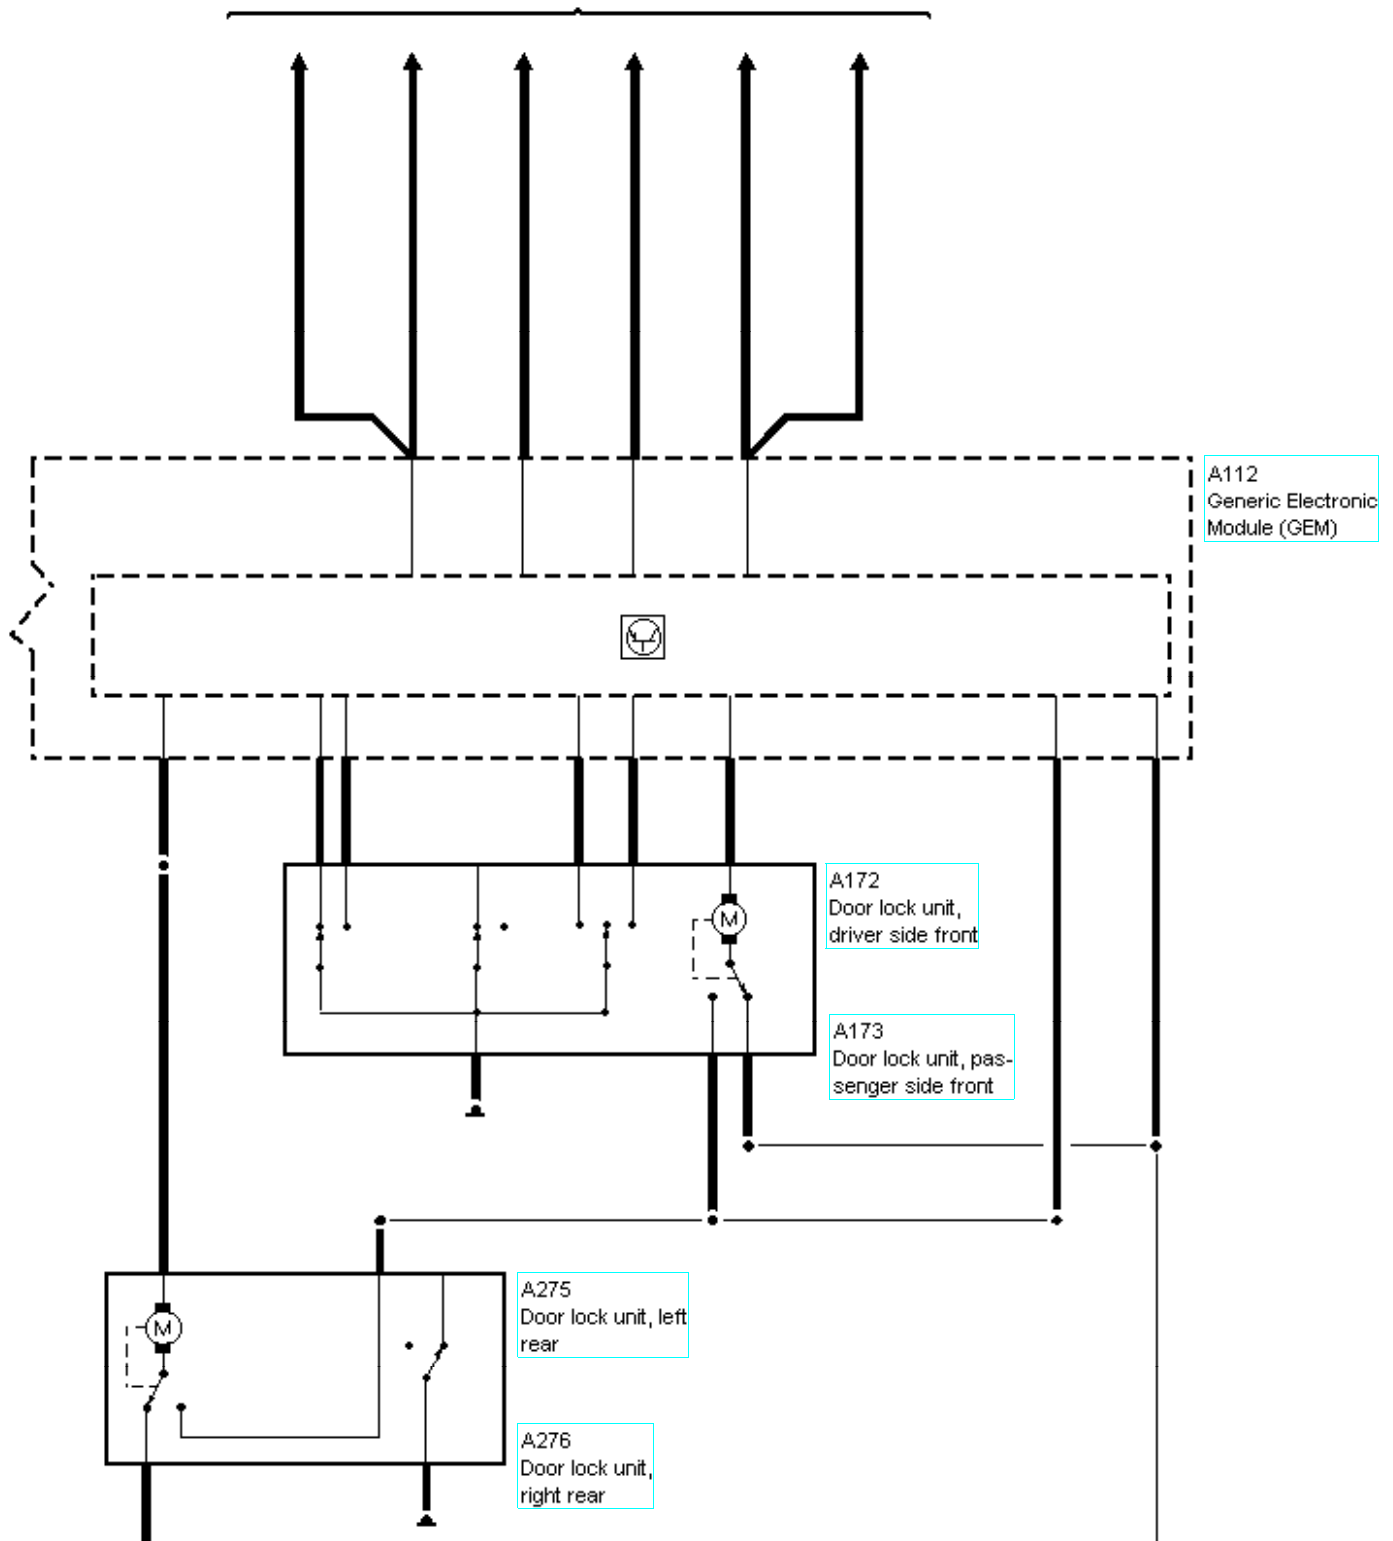 A112
Generic Electronic
Module (GEM)
A172
Door lock unit,
driver side front
M
A173
Door lock unit, pas-
senger side front
A275
Door lock unit, left
rear
M
A276
Door lock unit,
right rear